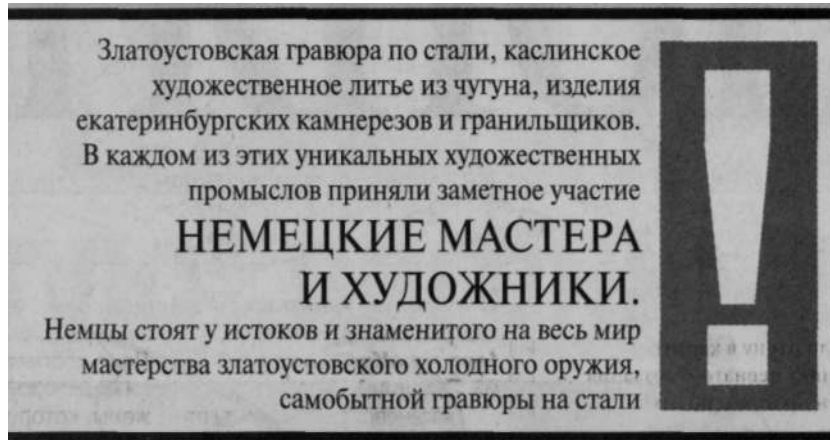 Златоустовская гравюра по стали, каслинское
художественное литье из чугуна, изделия
екатеринбургских камнерезов и гранильщиков.
В каждом из этих уникальных художественных
промыслов приняли заметное участие
НЕМЕЦКИЕ МАСТЕРА
И ХУДОЖНИКИ.
Немцы стоят у истоков и знаменитого на весь мир
мастерства златоустовского холодного оружия,
самобытной гравюры на стали
!